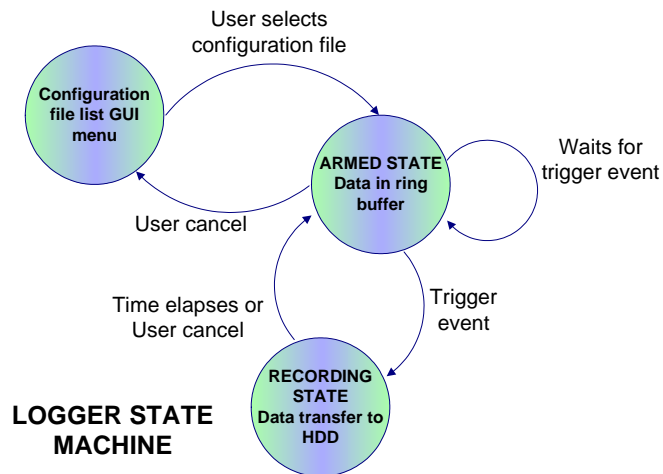 User selects
configuration file
Configuration
file list GUI
menu
ARMED STATE
Data in ring
buffer
Waits for
trigger event
User cancel
Time elapses or
User cancel
Trigger
event
RECORDING
STATE
Data transfer to
HDD
LOGGER STATE
MACHINE